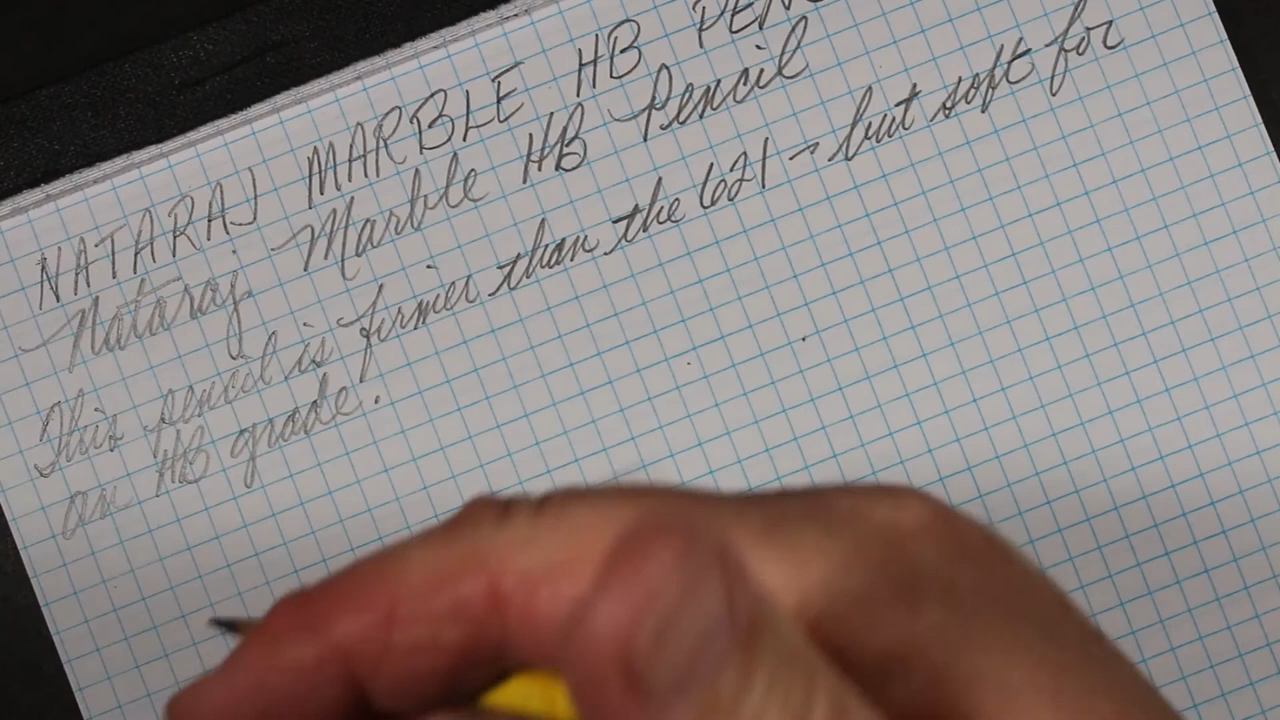 NATARAJ MARBLE HB PENC
Nataraj Marble HB Pencil
This pencil is firmer than the 621 - but soft for
an HB grade.